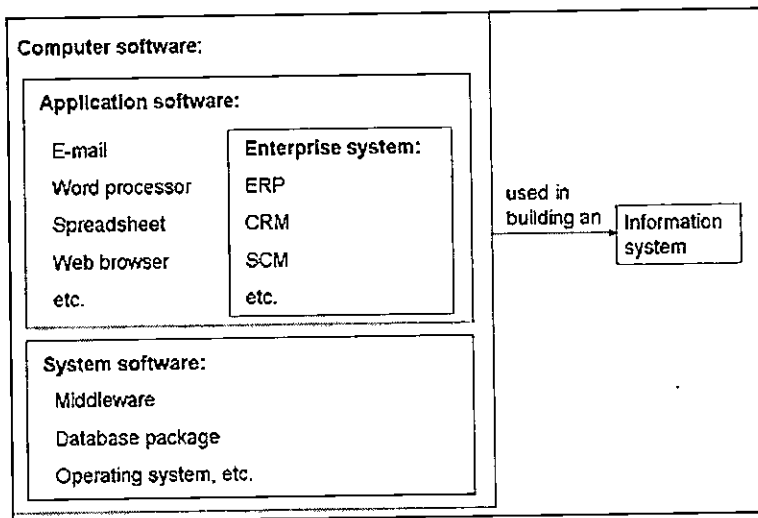 Computer software:
Application software:
E-mail
Word processor
Spreadsheet
Web browser
etc.
Enterprise system:
ERP
CRM
SCM
etc.
System software:
Middleware
Database package
Operating system, etc.
used in
building an
Information
system